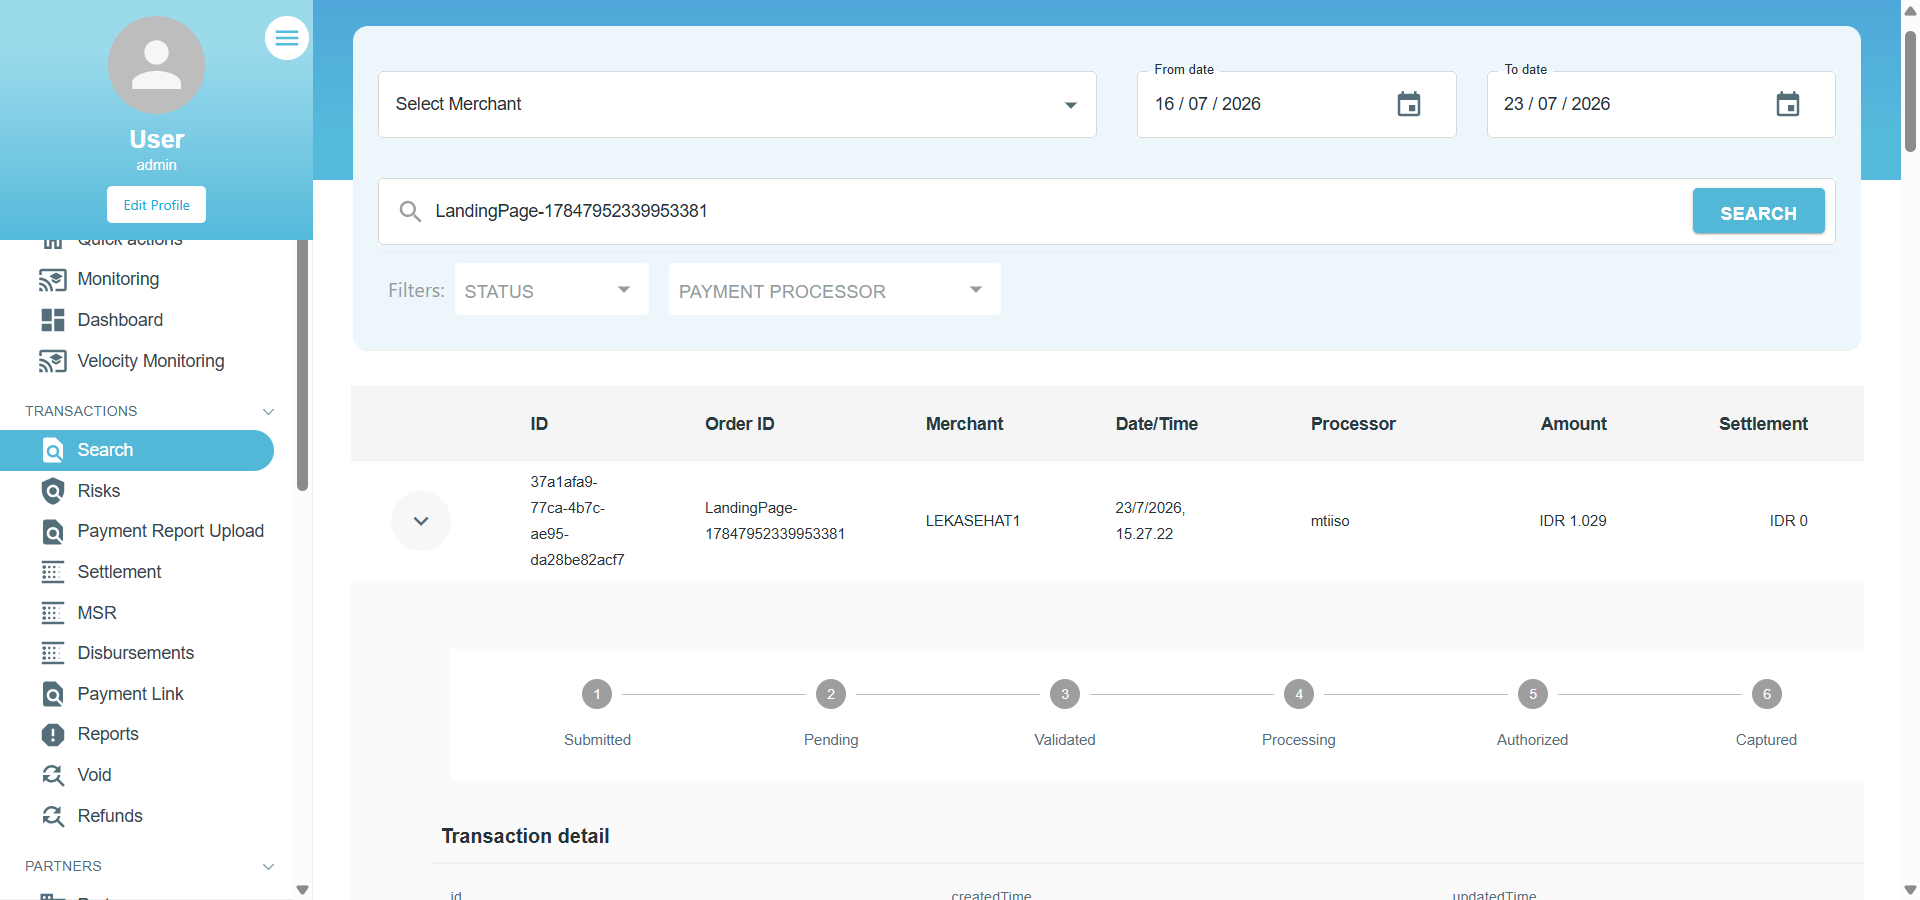 User
admin
Edit Profile
Quick actions
Monitoring
Dashboard
Velocity Monitoring
TRANSACTIONS
Search
Risks
Payment Report Upload
Settlement
MSR
Disbursements
Payment Link
Reports
Void
Refunds
PARTNERS
From date
To date
Select Merchant
16 / 07 / 2026
23 / 07 / 2026
LandingPage-17847952339953381
SEARCH
Filters:
STATUS
PAYMENT PROCESSOR
ID
Order ID
Merchant
Date/Time
Processor
Amount
Settlement
37a1afa9-
77ca-4b7c-
ae95-
da28be82acf7
LandingPage-
17847952339953381
LEKASEHAT1
23/7/2026,
15.27.22
mtiiso
IDR 1.029
IDR 0
1
2
3
4
5
6
Submitted
Pending
Validated
Processing
Authorized
Captured
Transaction detail
id
createdTime
updatedTime